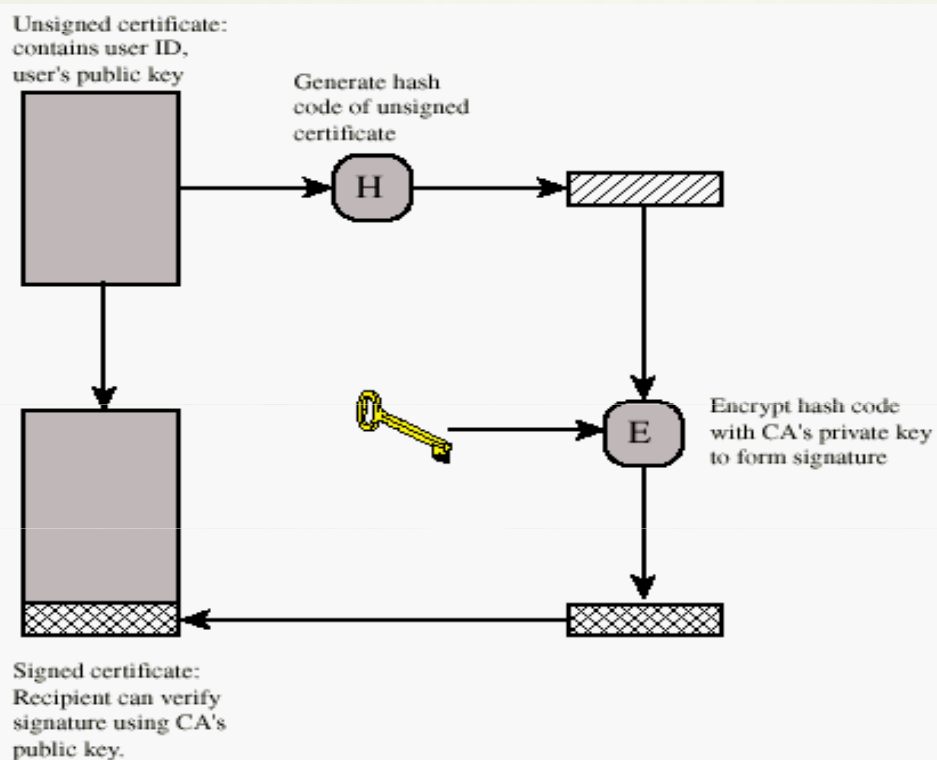 Unsigned certificate:
contains user ID,
user's public key
Generate hash
code of unsigned
certificate
H
E
Encrypt hash code
with CA's private key
to form signature
Signed certificate:
Recipient can verify
signature using CA's
public key.